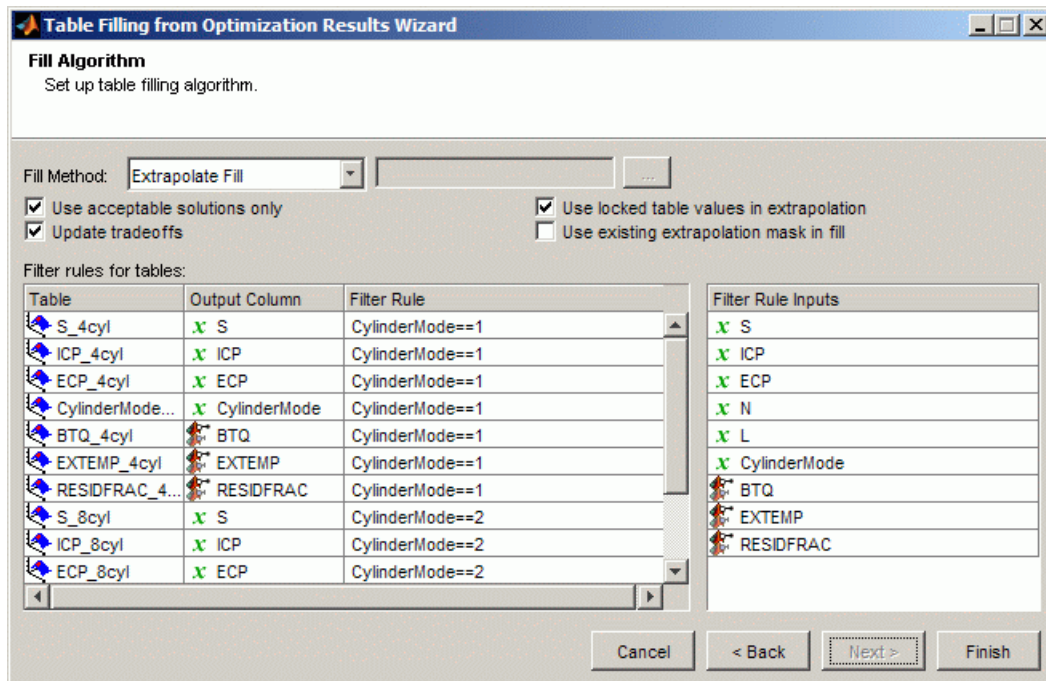 Table Filling from Optimization Results Wizard
Fill Algorithm
Set up table filling algorithm.
Fill Method: Extrapolate Fill ...
Use acceptable solutions only Use locked table values in extrapolation
Update tradeoffs Use existing extrapolation mask in fill
Filter rules for tables:
Table Output Column Filter Rule Filter Rule Inputs
S_4cyl x S CylinderMode==1 x S
ICP_4cyl x ICP CylinderMode==1 x ICP
ECP_4cyl x ECP CylinderMode==1 x ECP
CylinderMode... x CylinderMode CylinderMode==1 x N
BTQ_4cyl BTQ CylinderMode==1 x L
EXTEMP_4cyl EXTEMP CylinderMode==1 x CylinderMode
RESIDFRAC_4... RESIDFRAC CylinderMode==1 BTQ
S_8cyl x S CylinderMode==2 EXTEMP
ICP_8cyl x ICP CylinderMode==2 RESIDFRAC
ECP_8cyl x ECP CylinderMode==2
Cancel < Back Next > Finish